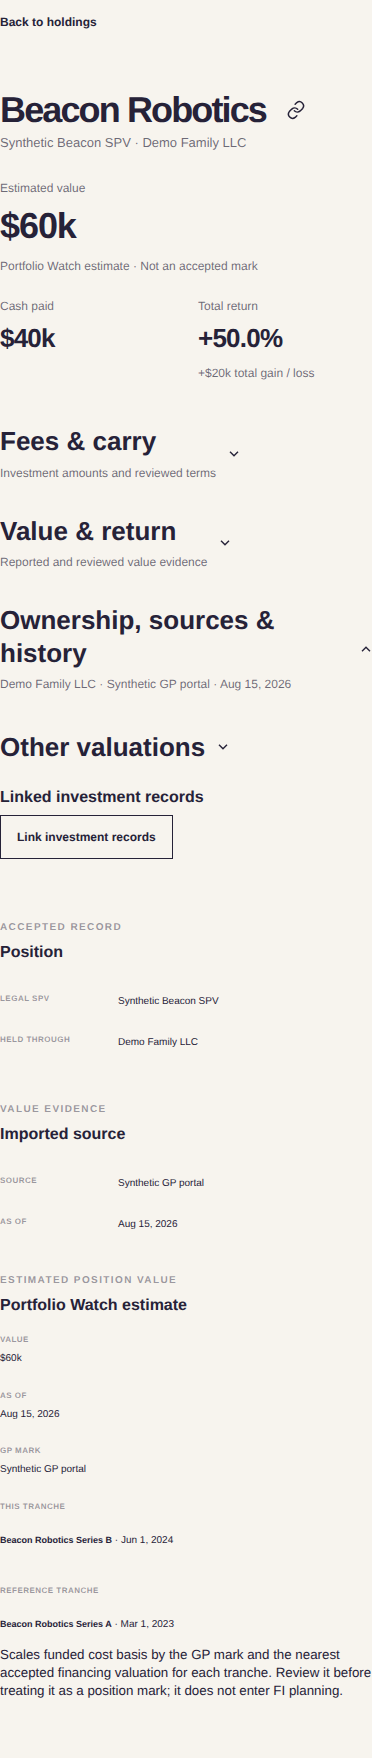 Back to holdings
Beacon Robotics
Synthetic Beacon SPV · Demo Family LLC
Estimated value
$60k
Portfolio Watch estimate · Not an accepted mark
Cash paid
$40k
Total return
+50.0%
+$20k total gain / loss
Fees & carry
Investment amounts and reviewed terms
Value & return
Reported and reviewed value evidence
Ownership, sources &
history
Demo Family LLC · Synthetic GP portal · Aug 15, 2026
Other valuations
Linked investment records
Link investment records
ACCEPTED RECORD
Position
LEGAL SPV
Synthetic Beacon SPV
HELD THROUGH
Demo Family LLC
VALUE EVIDENCE
Imported source
SOURCE
Synthetic GP portal
AS OF
Aug 15, 2026
ESTIMATED POSITION VALUE
Portfolio Watch estimate
VALUE
$60k
AS OF
Aug 15, 2026
GP MARK
Synthetic GP portal
THIS TRANCHE
Beacon Robotics Series B · Jun 1, 2024
REFERENCE TRANCHE
Beacon Robotics Series A · Mar 1, 2023
Scales funded cost basis by the GP mark and the nearest
accepted financing valuation for each tranche. Review it before
treating it as a position mark; it does not enter FI planning.